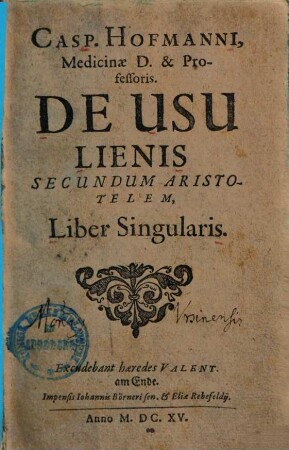 CASP. HOFMANNI,
Medicinæ D. & Pro-
feſſoris.
DE USU
LIENIS
SECUNDUM ARISTO-
TELEM,
Liber Singularis.
Excudebant hæredes VALENT.
am Ende.
Impenſis Iohannis Börneri ſen. & Eliæ Rehefeldij.
Anno M. DC. XV.